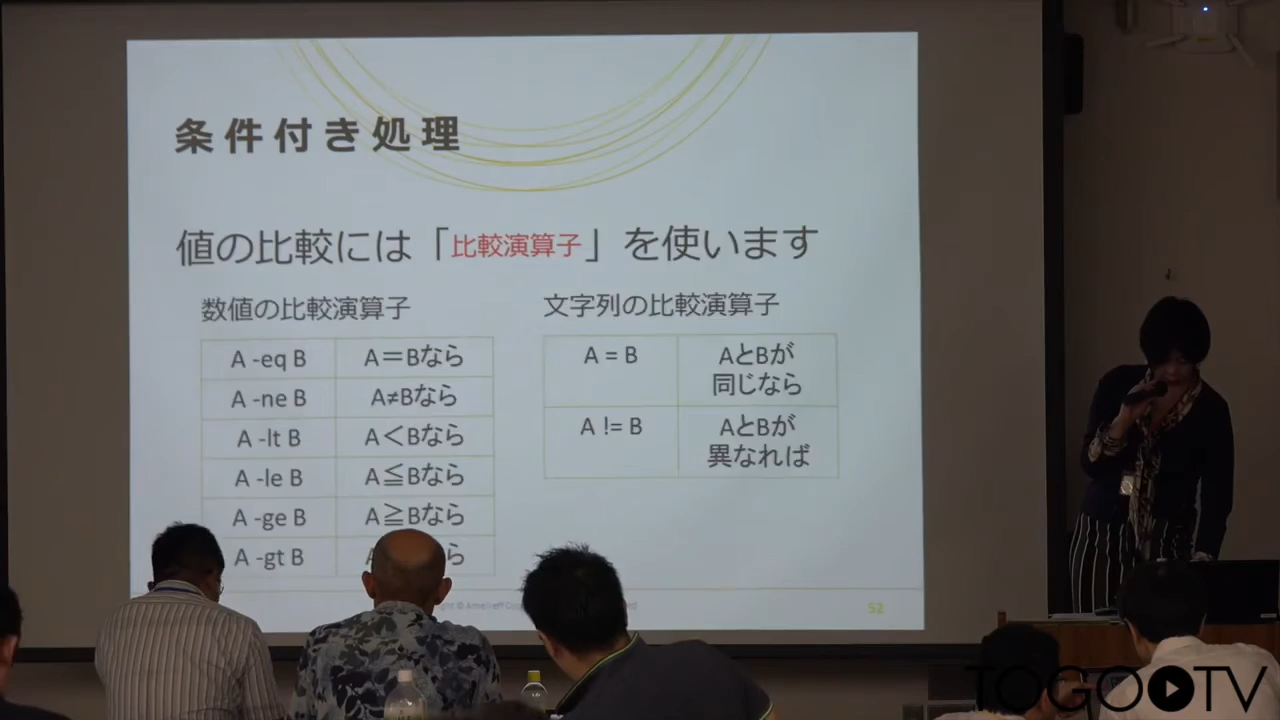 条件付き処理
値の比較には「比較演算子」を使います
数値の比較演算子
A -eq B A＝Bなら
A -ne B A≠Bなら
A -lt B A＜Bなら
A -le B A≦Bなら
A -ge B A≧Bなら
A -gt B
文字列の比較演算子
A = B AとBが
同じなら
A != B AとBが
異なれば
52
TOGOTV